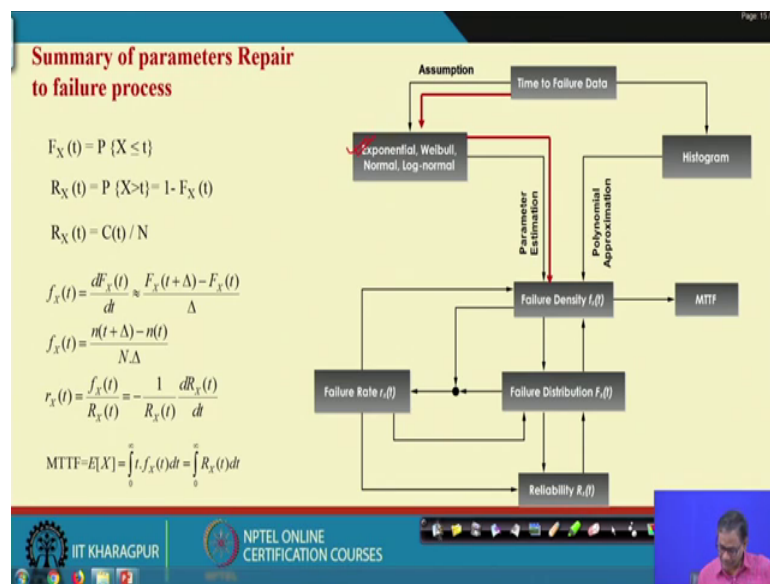 Page: 15 /
Summary of parameters Repair
to failure process
F_X (t) = P {X ≤ t}
R_X (t) = P {X>t}= 1- F_X (t)
R_X (t) = C(t) / N
f_X(t) = dF_X(t)/dt ≈ (F_X(t+Δ)−F_X(t))/Δ
f_X(t) = (n(t+Δ)−n(t))/(N.Δ)
r_X(t) = f_X(t)/R_X(t) = −(1/R_X(t)) (dR_X(t)/dt)
MTTF=E[X] = ∫_0^∞ t.f_X(t)dt = ∫_0^∞ R_X(t)dt
Assumption
Time to Failure Data
Exponential, Weibull,
Normal, Log-normal
Histogram
Parameter
Estimation
Polynomial
Approximation
Failure Density f_x(t)
MTTF
Failure Rate r_x(t)
Failure Distribution F_x(t)
Reliability R_x(t)
IIT KHARAGPUR
NPTEL ONLINE
CERTIFICATION COURSES